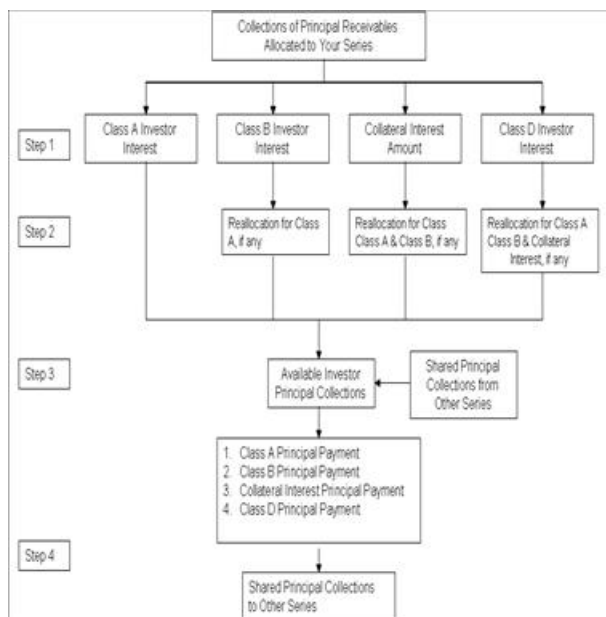 Collections of Principal Receivables
Allocated to Your Series
Step 1
Class A Investor
Interest
Class B Investor
Interest
Collateral Interest
Amount
Class D Investor
Interest
Step 2
Reallocation for Class
A, if any
Reallocation for Class
Class A & Class B, if any
Reallocation for Class A
Class B & Collateral
Interest, if any
Step 3
Available Investor
Principal Collections
Shared Principal
Collections from
Other Series
1. Class A Principal Payment
2. Class B Principal Payment
3. Collateral Interest Principal Payment
4. Class D Principal Payment
Step 4
Shared Principal Collections
to Other Series